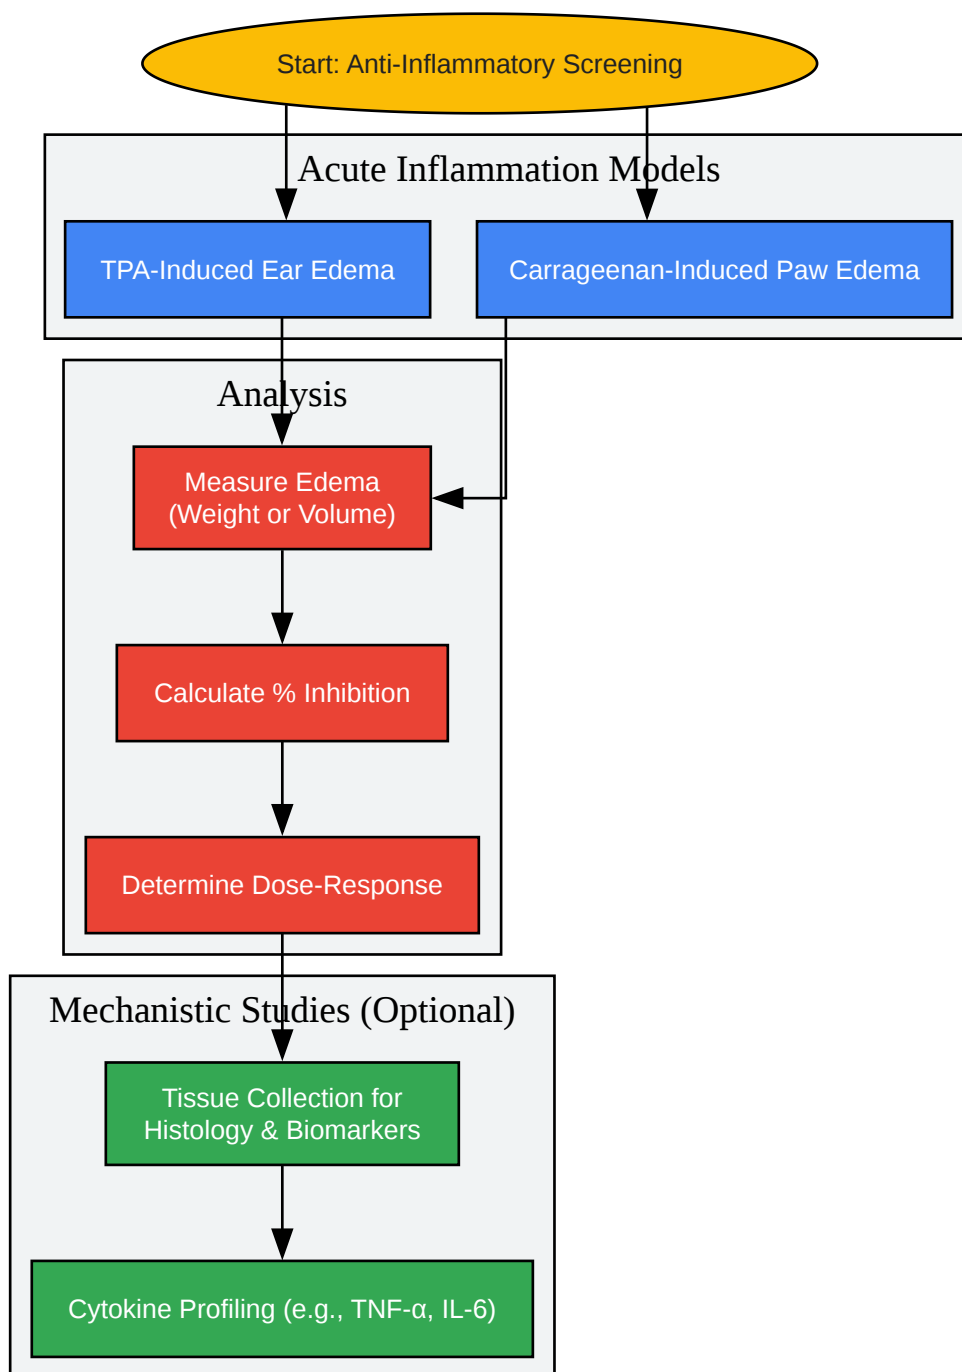 Start: Anti-Inflammatory Screening
Acute Inflammation Models
TPA-Induced Ear Edema
Carrageenan-Induced Paw Edema
Analysis
Measure Edema
(Weight or Volume)
Calculate % Inhibition
Determine Dose-Response
Mechanistic Studies (Optional)
Tissue Collection for
Histology & Biomarkers
Cytokine Profiling (e.g., TNF-α, IL-6)